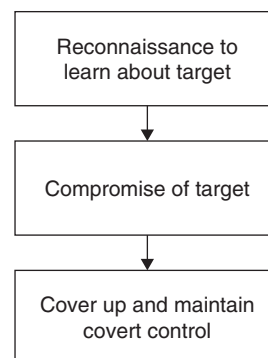 Reconnaissance to
learn about target
Compromise of target
Cover up and maintain
covert control